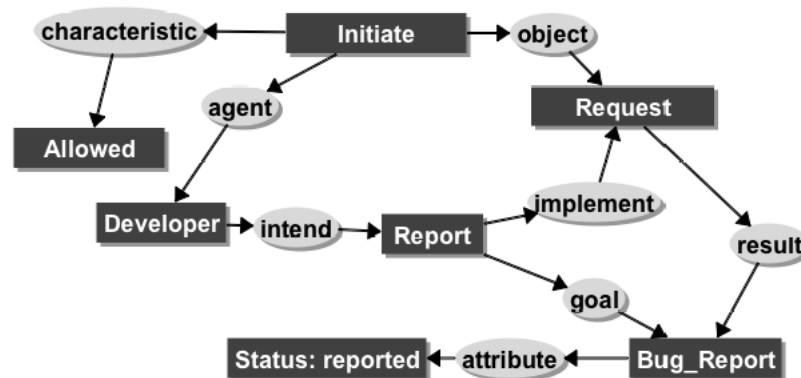 characteristic
Initiate
object
agent
Request
Allowed
implement
Developer
intend
Report
result
goal
Status: reported
attribute
Bug_Report